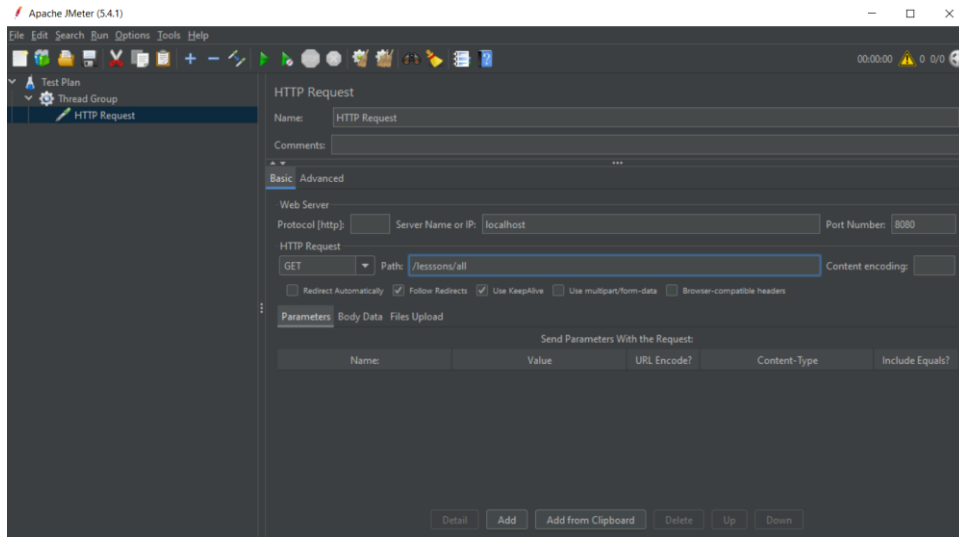 Apache JMeter (5.4.1)
File Edit Search Run Options Tools Help
00:00:00 0 0/0
Test Plan
Thread Group
HTTP Request
HTTP Request
Name: HTTP Request
Comments:
Basic Advanced
Web Server
Protocol [http]: Server Name or IP: localhost Port Number: 8080
HTTP Request
GET Path: /lesssons/all Content encoding:
Redirect Automatically Follow Redirects Use KeepAlive Use multipart/form-data Browser-compatible headers
Parameters Body Data Files Upload
Send Parameters With the Request:
Name: Value URL Encode? Content-Type Include Equals?
Detail Add Add from Clipboard Delete Up Down